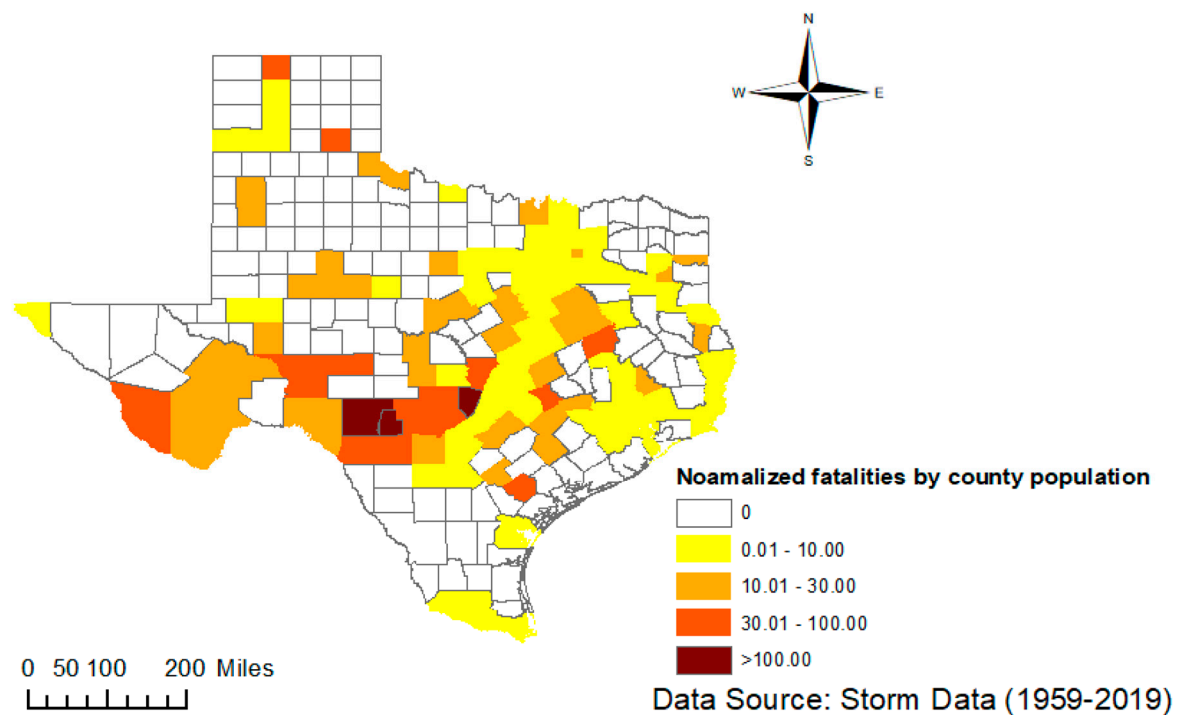 N
W E
S
Noamalized fatalities by county population
0
0.01 - 10.00
10.01 - 30.00
30.01 - 100.00
>100.00
0 50 100 200 Miles
Data Source: Storm Data (1959-2019)